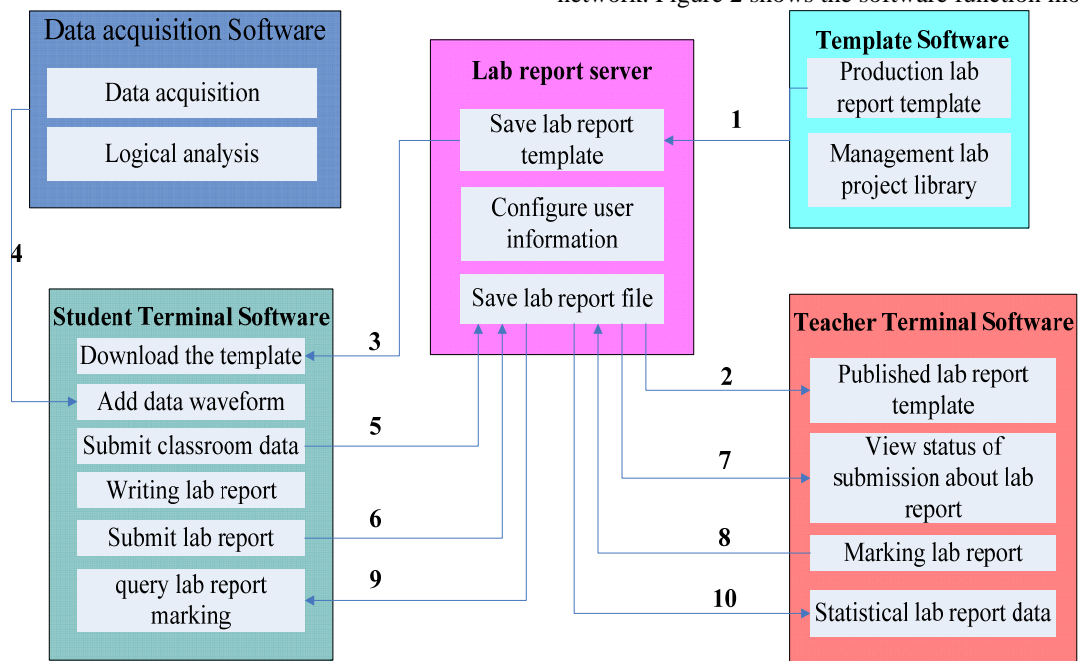 network. Figure 2 shows the software function mo
Data acquisition Software
Data acquisition
Logical analysis
4
Lab report server
Save lab report
template
Configure user
information
Save lab report file
1
Template Software
Production lab
report template
Management lab
project library
Student Terminal Software
Download the template
Add data waveform
Submit classroom data
Writing lab report
Submit lab report
query lab report
marking
3
5
6
9
2
7
8
10
Teacher Terminal Software
Published lab report
template
View status of
submission about lab
report
Marking lab report
Statistical lab report data